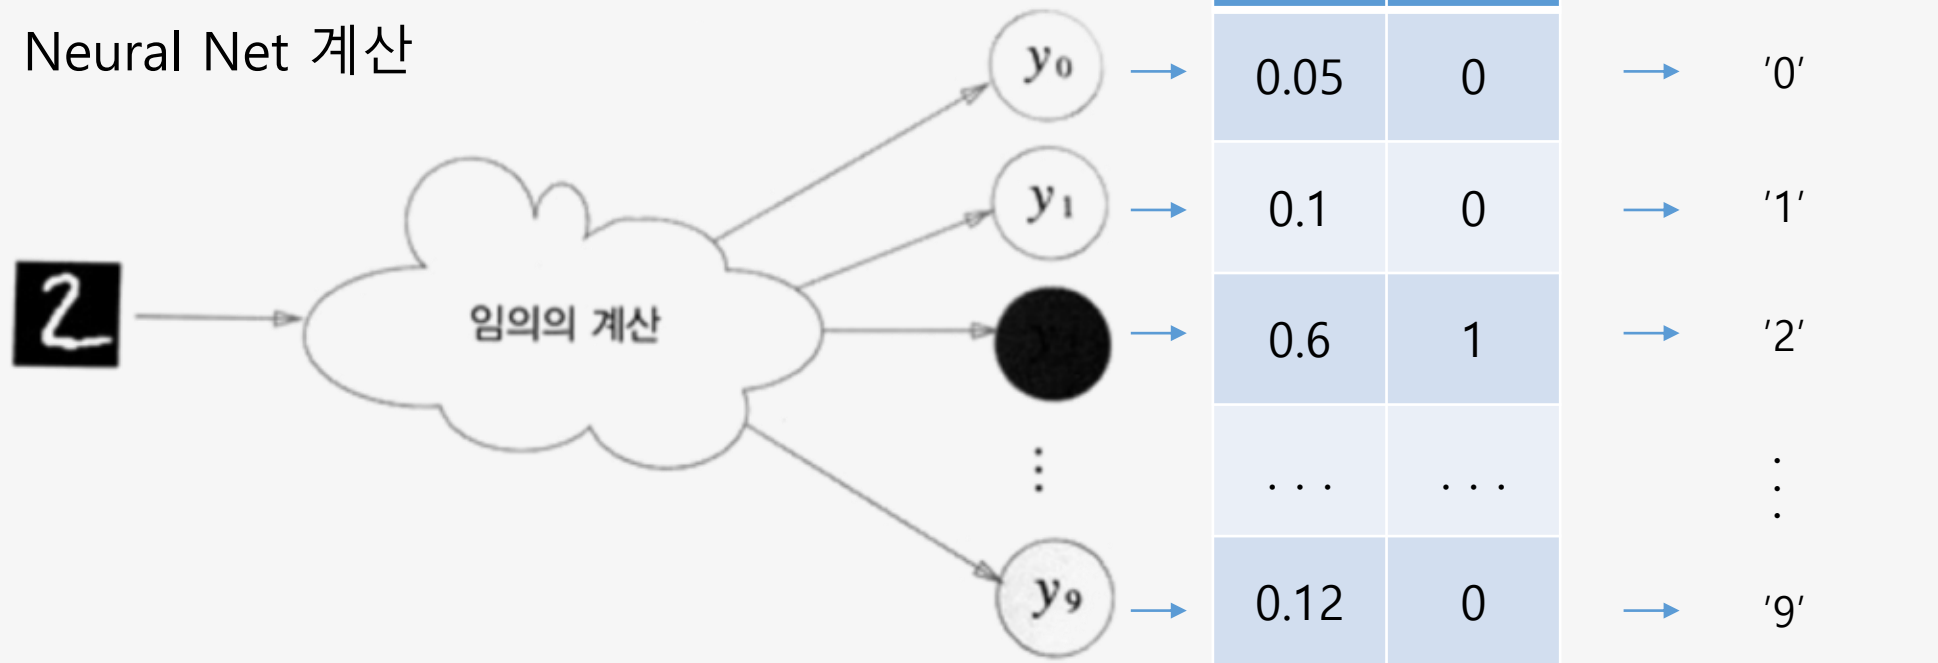 Neural Net 계산
y0 0.05 0 '0'
y1 0.1 0 '1'
2 임의의 계산 0.6 1 '2'
⋮ . . . . . . ⋮
y9 0.12 0 '9'